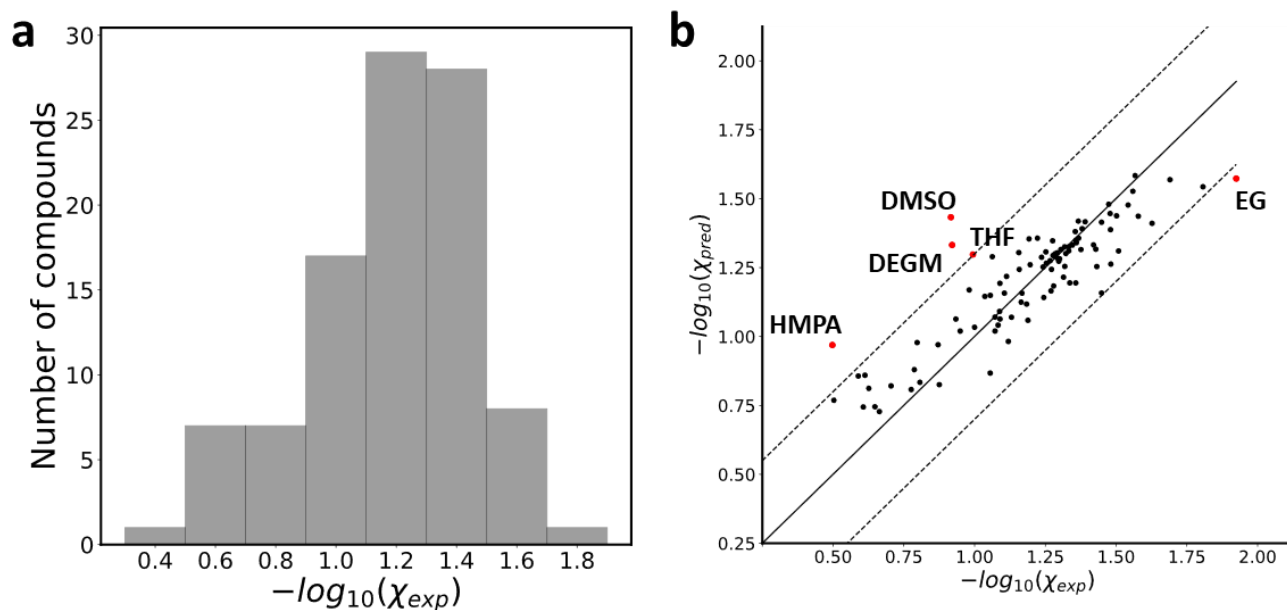 a
Number of compounds
30
25
20
15
10
5
0
0.4 0.6 0.8 1.0 1.2 1.4 1.6 1.8
−log₁₀(χₑₓₚ)
b
−log₁₀(χₚᵣₑ𝒹)
2.00
1.75
1.50
1.25
1.00
0.75
0.50
0.25
DMSO
THF
DEGM
HMPA
EG
0.50 0.75 1.00 1.25 1.50 1.75 2.00
−log₁₀(χₑₓₚ)